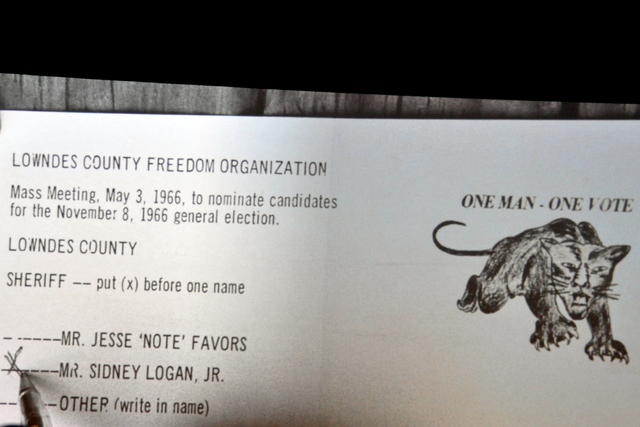 LOWNDES COUNTY FREEDOM ORGANIZATION
Mass Meeting, May 3, 1966, to nominate candidates
for the November 8, 1966 general election.
LOWNDES COUNTY
SHERIFF -- put (x) before one name
------MR. JESSE 'NOTE' FAVORS
X-----MR. SIDNEY LOGAN, JR.
------OTHER (write in name)
ONE MAN - ONE VOTE